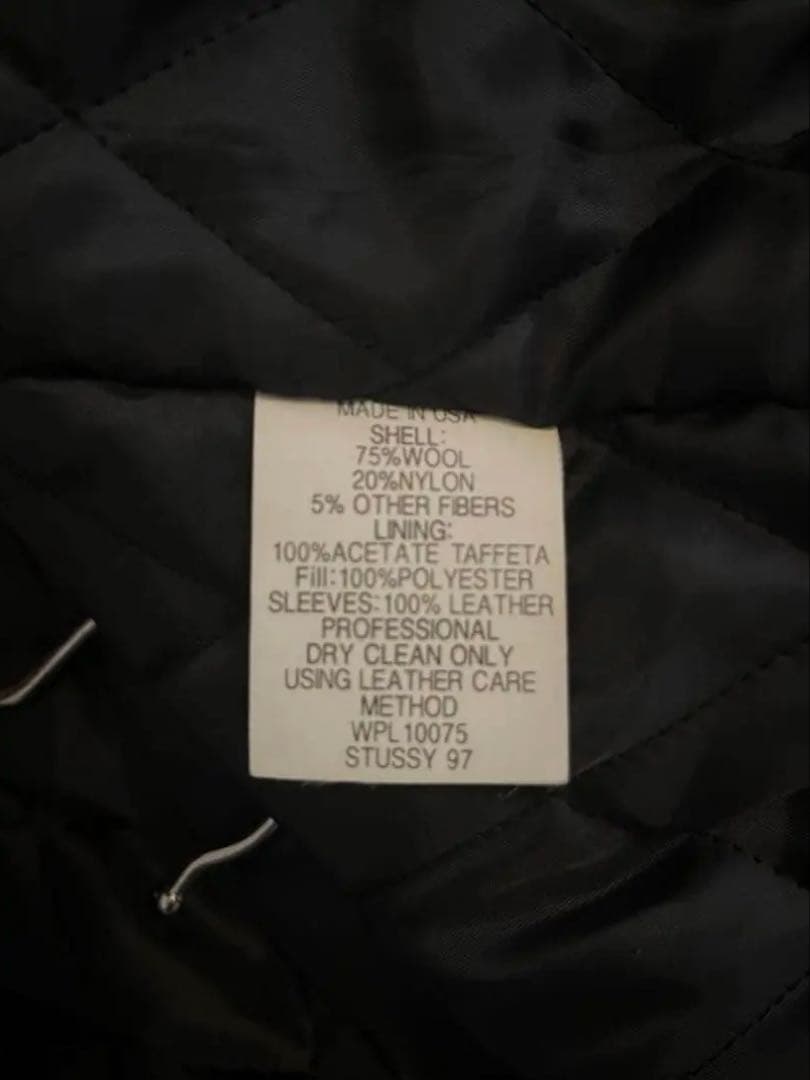 MADE IN USA
SHELL:
75%WOOL
20%NYLON
5% OTHER FIBERS
LINING:
100%ACETATE TAFFETA
Fill:100%POLYESTER
SLEEVES:100% LEATHER
PROFESSIONAL
DRY CLEAN ONLY
USING LEATHER CARE
METHOD
WPL10075
STUSSY 97